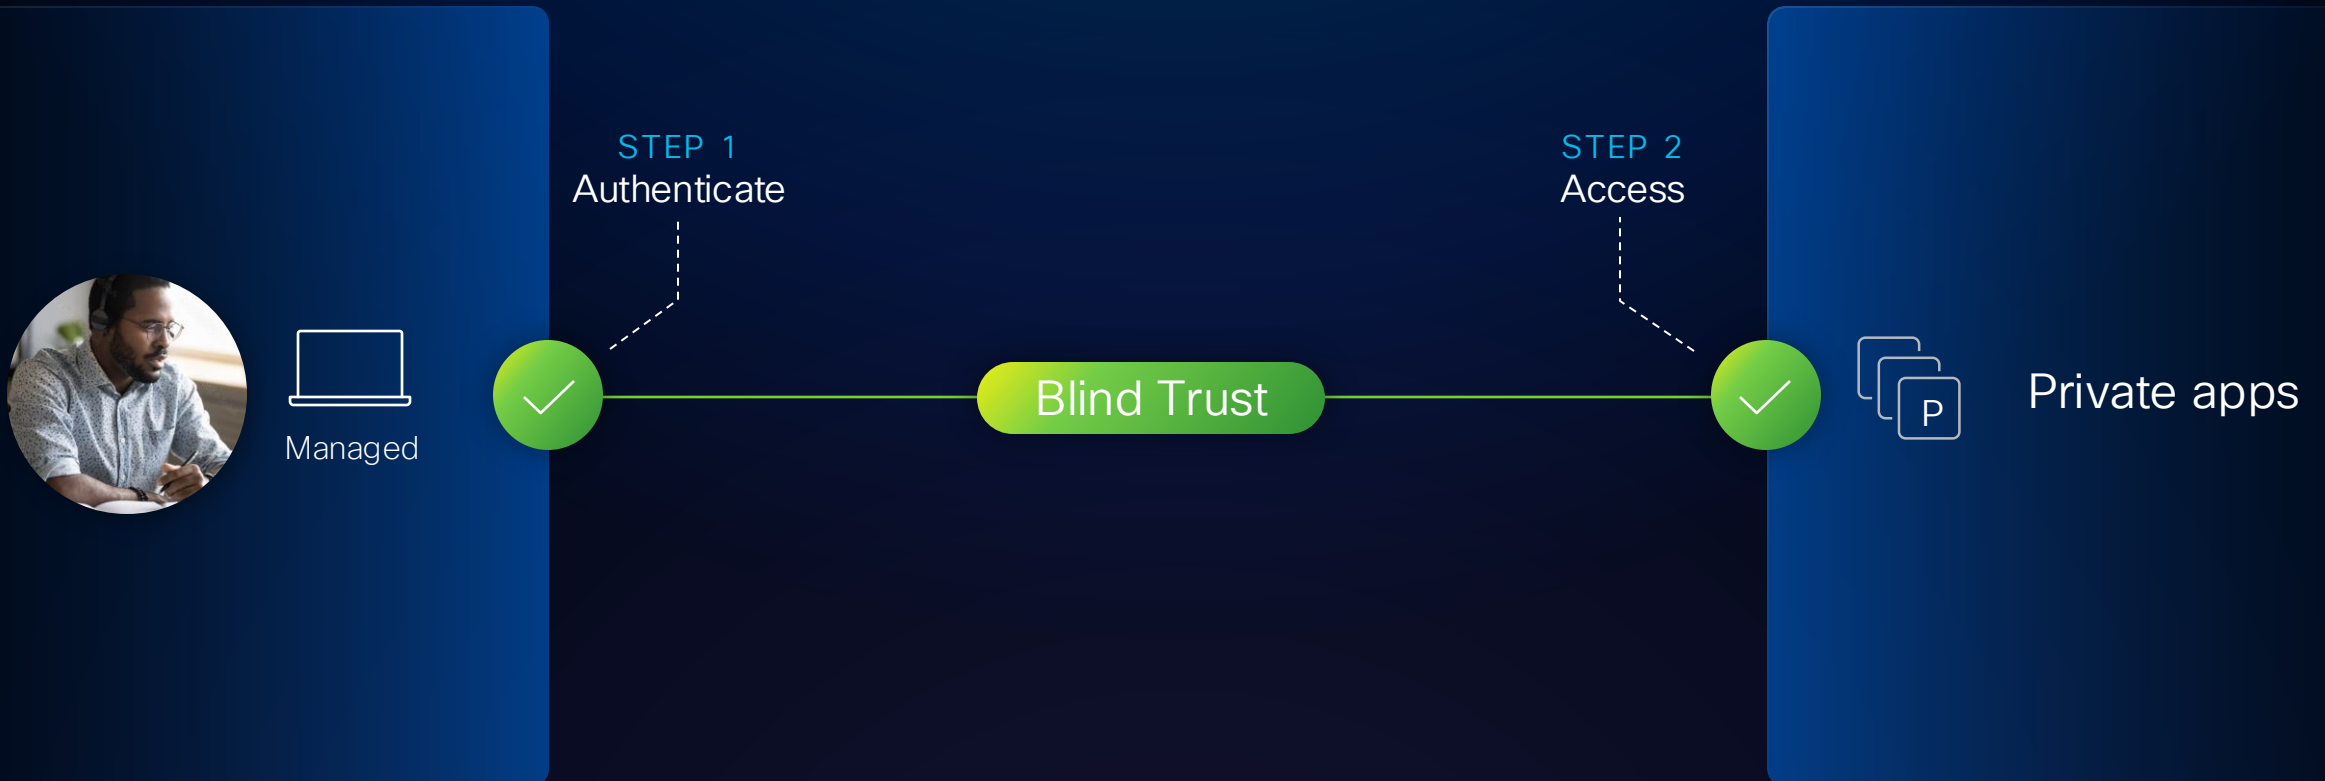 STEP 1
Authenticate
STEP 2
Access
Managed
Blind Trust
P
Private apps